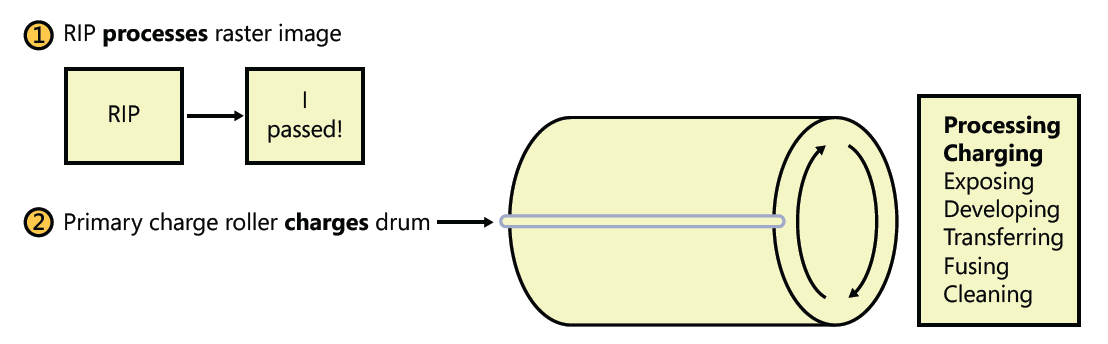 1 RIP processes raster image
RIP
I
passed!
2 Primary charge roller charges drum
Processing
Charging
Exposing
Developing
Transferring
Fusing
Cleaning